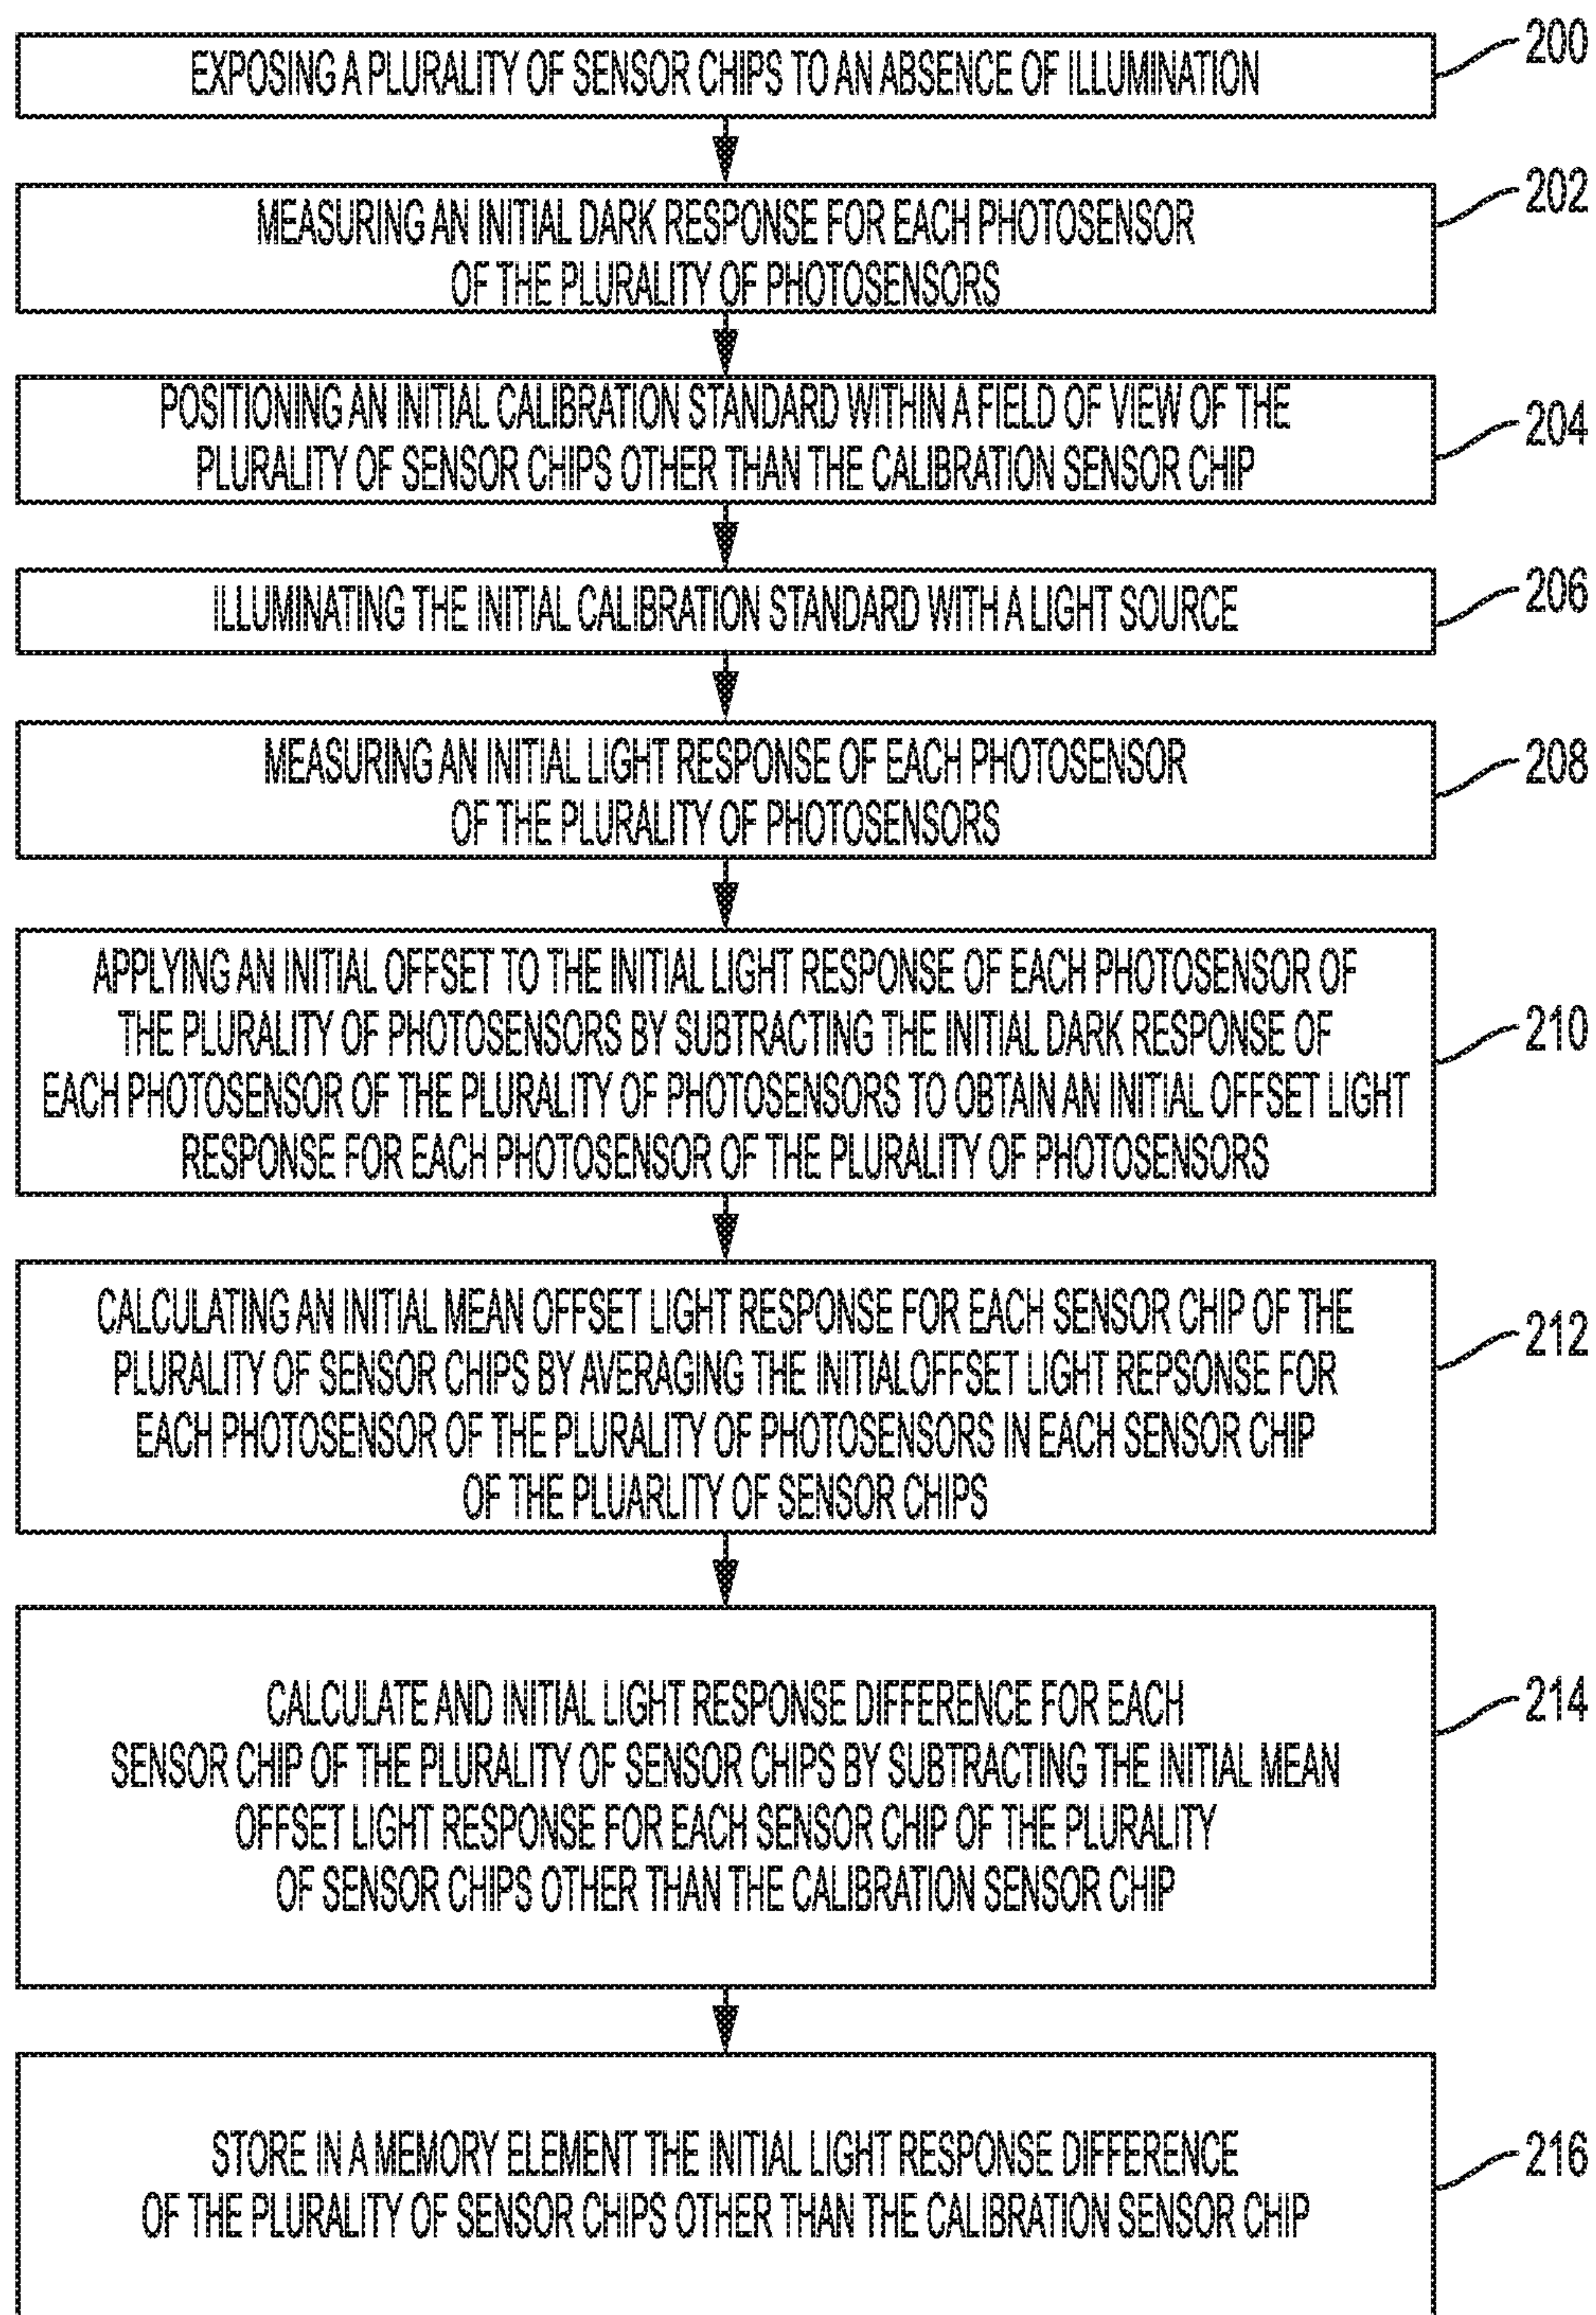 EXPOSING A PLURALITY OF SENSOR CHIPS TO AN ABSENCE OF ILLUMINATION
200
MEASURING AN INITIAL DARK RESPONSE FOR EACH PHOTOSENSOR
OF THE PLURALITY OF PHOTOSENSORS
202
POSITIONING AN INITIAL CALIBRATION STANDARD WITHIN A FIELD OF VIEW OF THE
PLURALITY OF SENSOR CHIPS OTHER THAN THE CALIBRATION SENSOR CHIP
204
ILLUMINATING THE INITIAL CALIBRATION STANDARD WITH A LIGHT SOURCE
206
MEASURING AN INITIAL LIGHT RESPONSE OF EACH PHOTOSENSOR
OF THE PLURALITY OF PHOTOSENSORS
208
APPLYING AN INITIAL OFFSET TO THE INITIAL LIGHT RESPONSE OF EACH PHOTOSENSOR OF
THE PLURALITY OF PHOTOSENSORS BY SUBTRACTING THE INITIAL DARK RESPONSE OF
EACH PHOTOSENSOR OF THE PLURALITY OF PHOTOSENSORS TO OBTAIN AN INITIAL OFFSET LIGHT
RESPONSE FOR EACH PHOTOSENSOR OF THE PLURALITY OF PHOTOSENSORS
210
CALCULATING AN INITIAL MEAN OFFSET LIGHT RESPONSE FOR EACH SENSOR CHIP OF THE
PLURALITY OF SENSOR CHIPS BY AVERAGING THE INITIALOFFSET LIGHT REPSONSE FOR
EACH PHOTOSENSOR OF THE PLURALITY OF PHOTOSENSORS IN EACH SENSOR CHIP
OF THE PLUARLITY OF SENSOR CHIPS
212
CALCULATE AND INITIAL LIGHT RESPONSE DIFFERENCE FOR EACH
SENSOR CHIP OF THE PLURALITY OF SENSOR CHIPS BY SUBTRACTING THE INITIAL MEAN
OFFSET LIGHT RESPONSE FOR EACH SENSOR CHIP OF THE PLURALITY
OF SENSOR CHIPS OTHER THAN THE CALIBRATION SENSOR CHIP
214
STORE IN A MEMORY ELEMENT THE INITIAL LIGHT RESPONSE DIFFERENCE
OF THE PLURALITY OF SENSOR CHIPS OTHER THAN THE CALIBRATION SENSOR CHIP
216